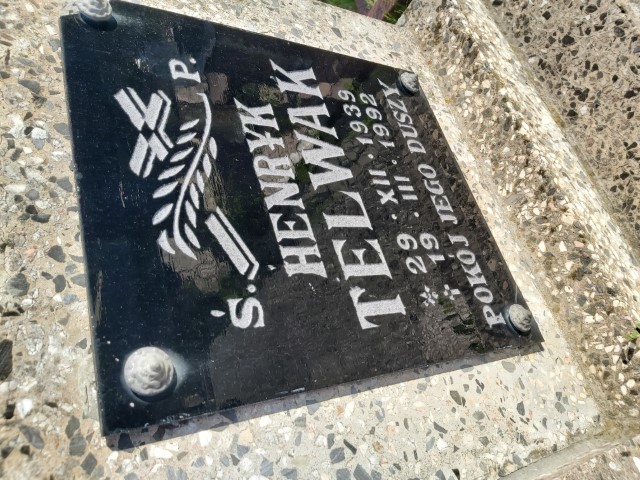 Ś. P.
HENRYK
TELWAK
* 29 . XII . 1939
19 . III . 1992
POKÓJ JEGO DUSZY